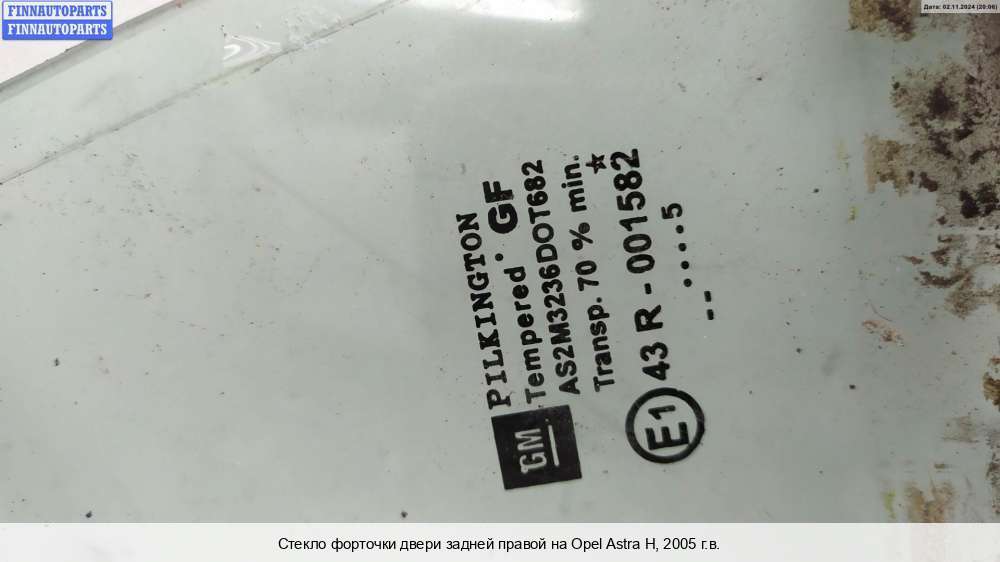 FINNAUTOPARTS
FINNAUTOPARTS
Дата: 02.11.2024 (20:06)
PILKINGTON
Tempered GF
AS2M3236DOT682
Transp. 70 % min.
GM
E1 43 R - 001582
-- ....5
Стекло форточки двери задней правой на Opel Astra H, 2005 г.в.